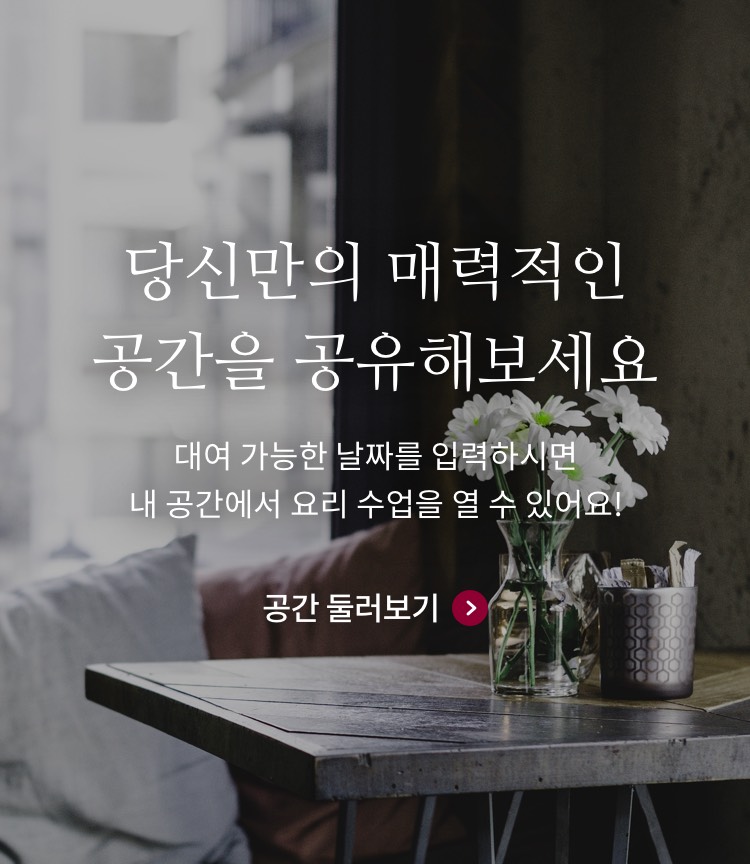 당신만의 매력적인
공간을 공유해보세요
대여 가능한 날짜를 입력하시면
내 공간에서 요리 수업을 열 수 있어요!
공간 둘러보기